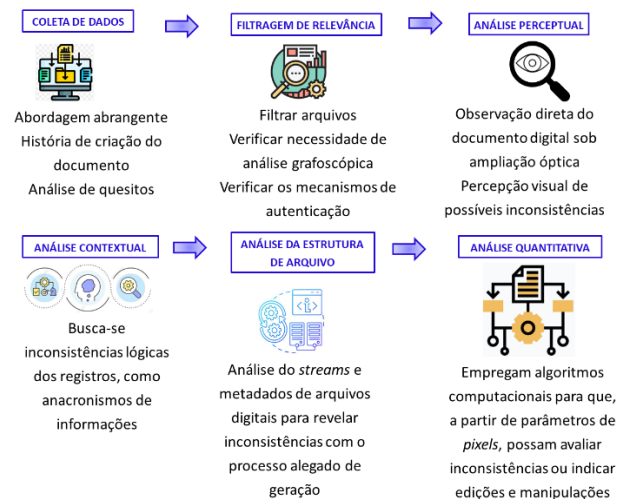 COLETA DE DADOS
Abordagem abrangente
História de criação do
documento
Análise de quesitos
FILTRAGEM DE RELEVÂNCIA
Filtrar arquivos
Verificar necessidade de
análise grafoscópica
Verificar os mecanismos de
autenticação
ANÁLISE PERCEPTUAL
Observação direta do
documento digital sob
ampliação óptica
Percepção visual de
possíveis inconsistências
ANÁLISE CONTEXTUAL
Busca-se
inconsistências lógicas
dos registros, como
anacronismos de
informações
ANÁLISE DA ESTRUTURA
DE ARQUIVO
Análise do streams e
metadados de arquivos
digitais para revelar
inconsistências com o
processo alegado de
geração
ANÁLISE QUANTITATIVA
Empregam algoritmos
computacionais para que,
a partir de parâmetros de
pixels, possam avaliar
inconsistências ou indicar
edições e manipulações